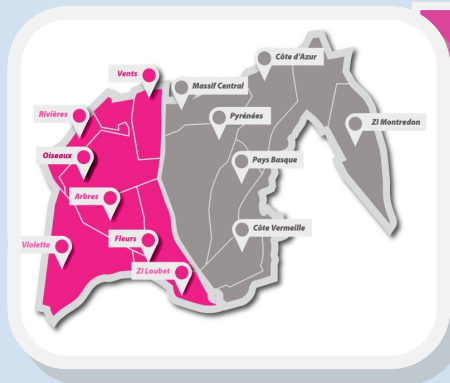 Côte d'Azur
Vents
Massif Central
Rivières
Pyrénées
ZI Montredon
Oiseaux
Pays Basque
Arbres
Côte Vermeille
Fleurs
Violette
ZI Loubet